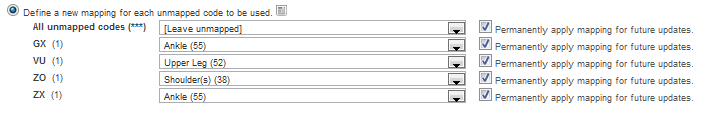 Define a new mapping for each unmapped code to be used.
All unmapped codes (***) [Leave unmapped] Permanently apply mapping for future updates.
GX (1) Ankle (55) Permanently apply mapping for future updates.
VU (1) Upper Leg (52) Permanently apply mapping for future updates.
ZO (1) Shoulder(s) (38) Permanently apply mapping for future updates.
ZX (1) Ankle (55) Permanently apply mapping for future updates.